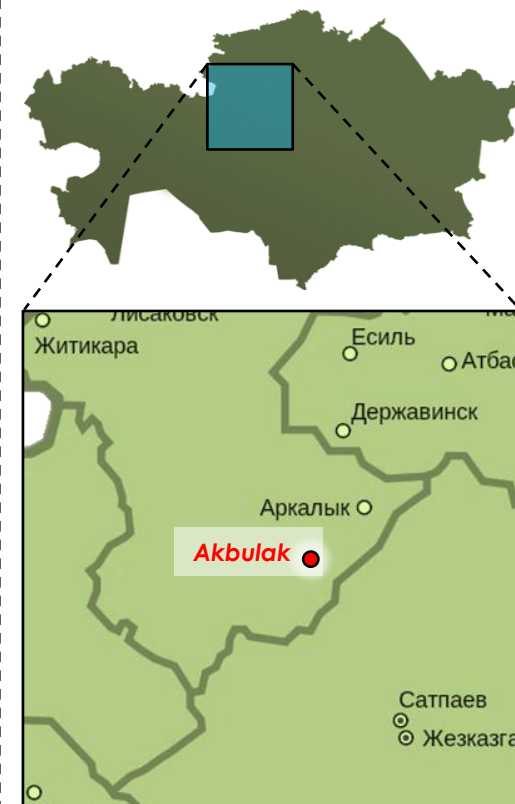 Лисаковск
Житикара
Есиль
Атбас
Державинск
Аркалык
Akbulak
Сатпаев
Жезказга